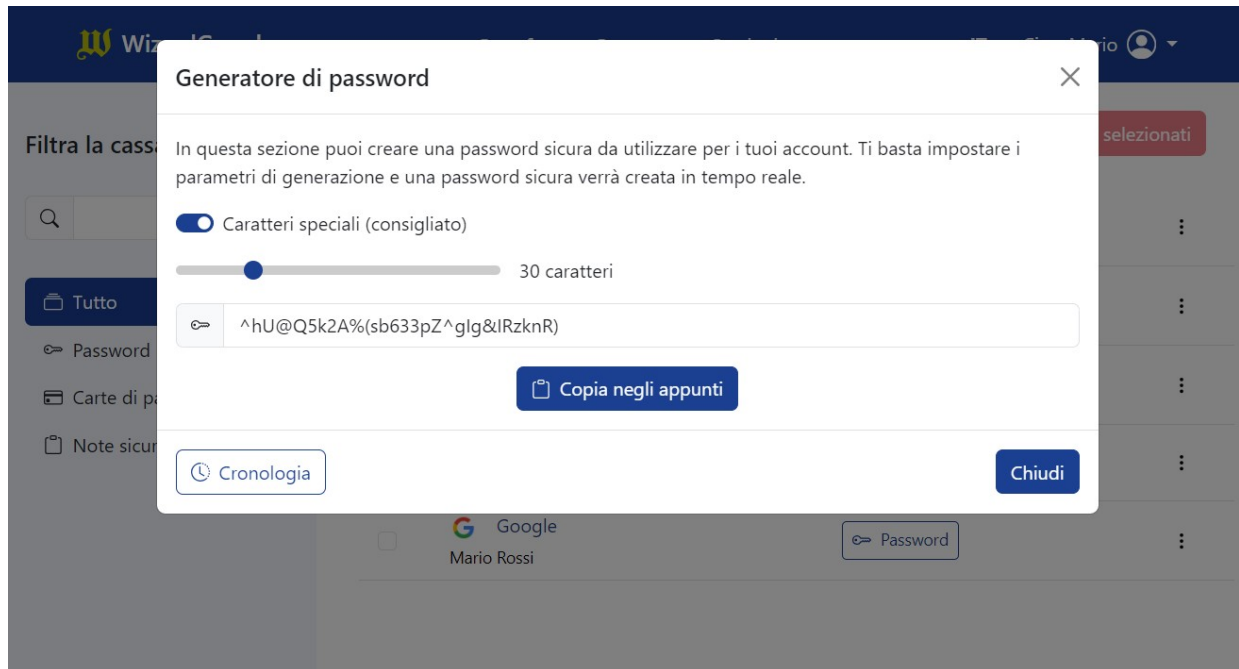 Generatore di password
Filtra la
selezionati
In questa sezione puoi creare una password sicura da utilizzare per i tuoi account. Ti basta impostare i
parametri di generazione e una password sicura verrà creata in tempo reale.
Caratteri speciali (consigliato)
30 caratteri
Tutto
^hU@Q5k2A%(sb633pZ^gIg&IRzknR)
Password
Copia negli appunti
Carte di
Note
Cronologia
Chiudi
Google
Password
Mario Rossi